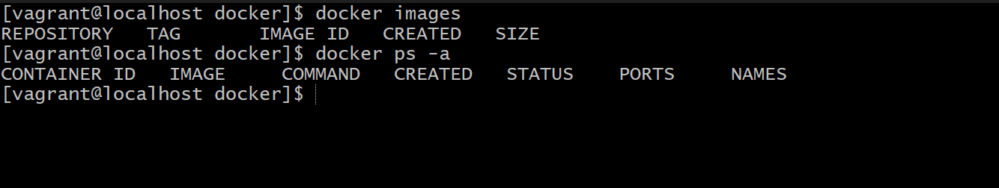 [vagrant@localhost docker]$ docker images
REPOSITORY   TAG       IMAGE ID   CREATED   SIZE
[vagrant@localhost docker]$ docker ps -a
CONTAINER ID   IMAGE     COMMAND   CREATED   STATUS    PORTS     NAMES
[vagrant@localhost docker]$